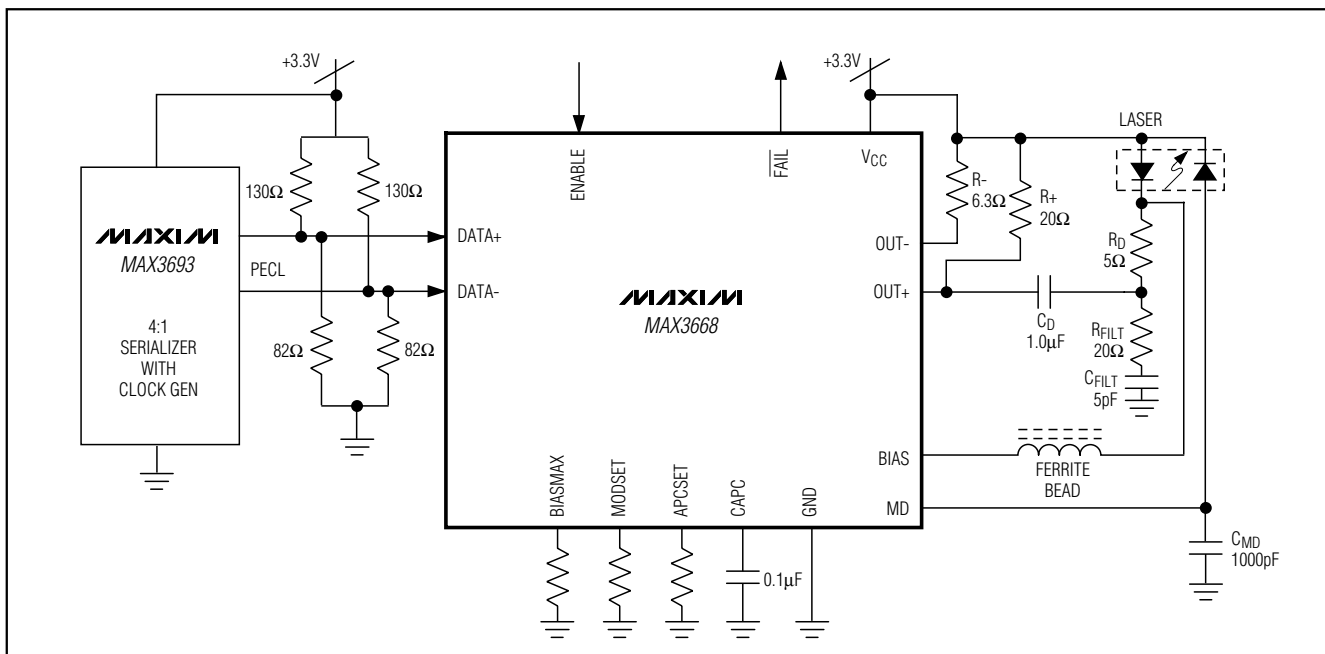 +3.3V
+3.3V
LASER
ENABLE
FAIL
VCC
130Ω
130Ω
R-
6.3Ω
R+
20Ω
MAXIM
MAX3693
4:1
SERIALIZER
WITH
CLOCK GEN
PECL
DATA+
DATA-
82Ω
82Ω
MAXIM
MAX3668
OUT-
OUT+
RD
5Ω
CD
1.0μF
RFILT
20Ω
CFILT
5pF
BIAS
MD
FERRITE
BEAD
BIASMAX
MODSET
APCSET
CAPC
GND
0.1μF
CMD
1000pF